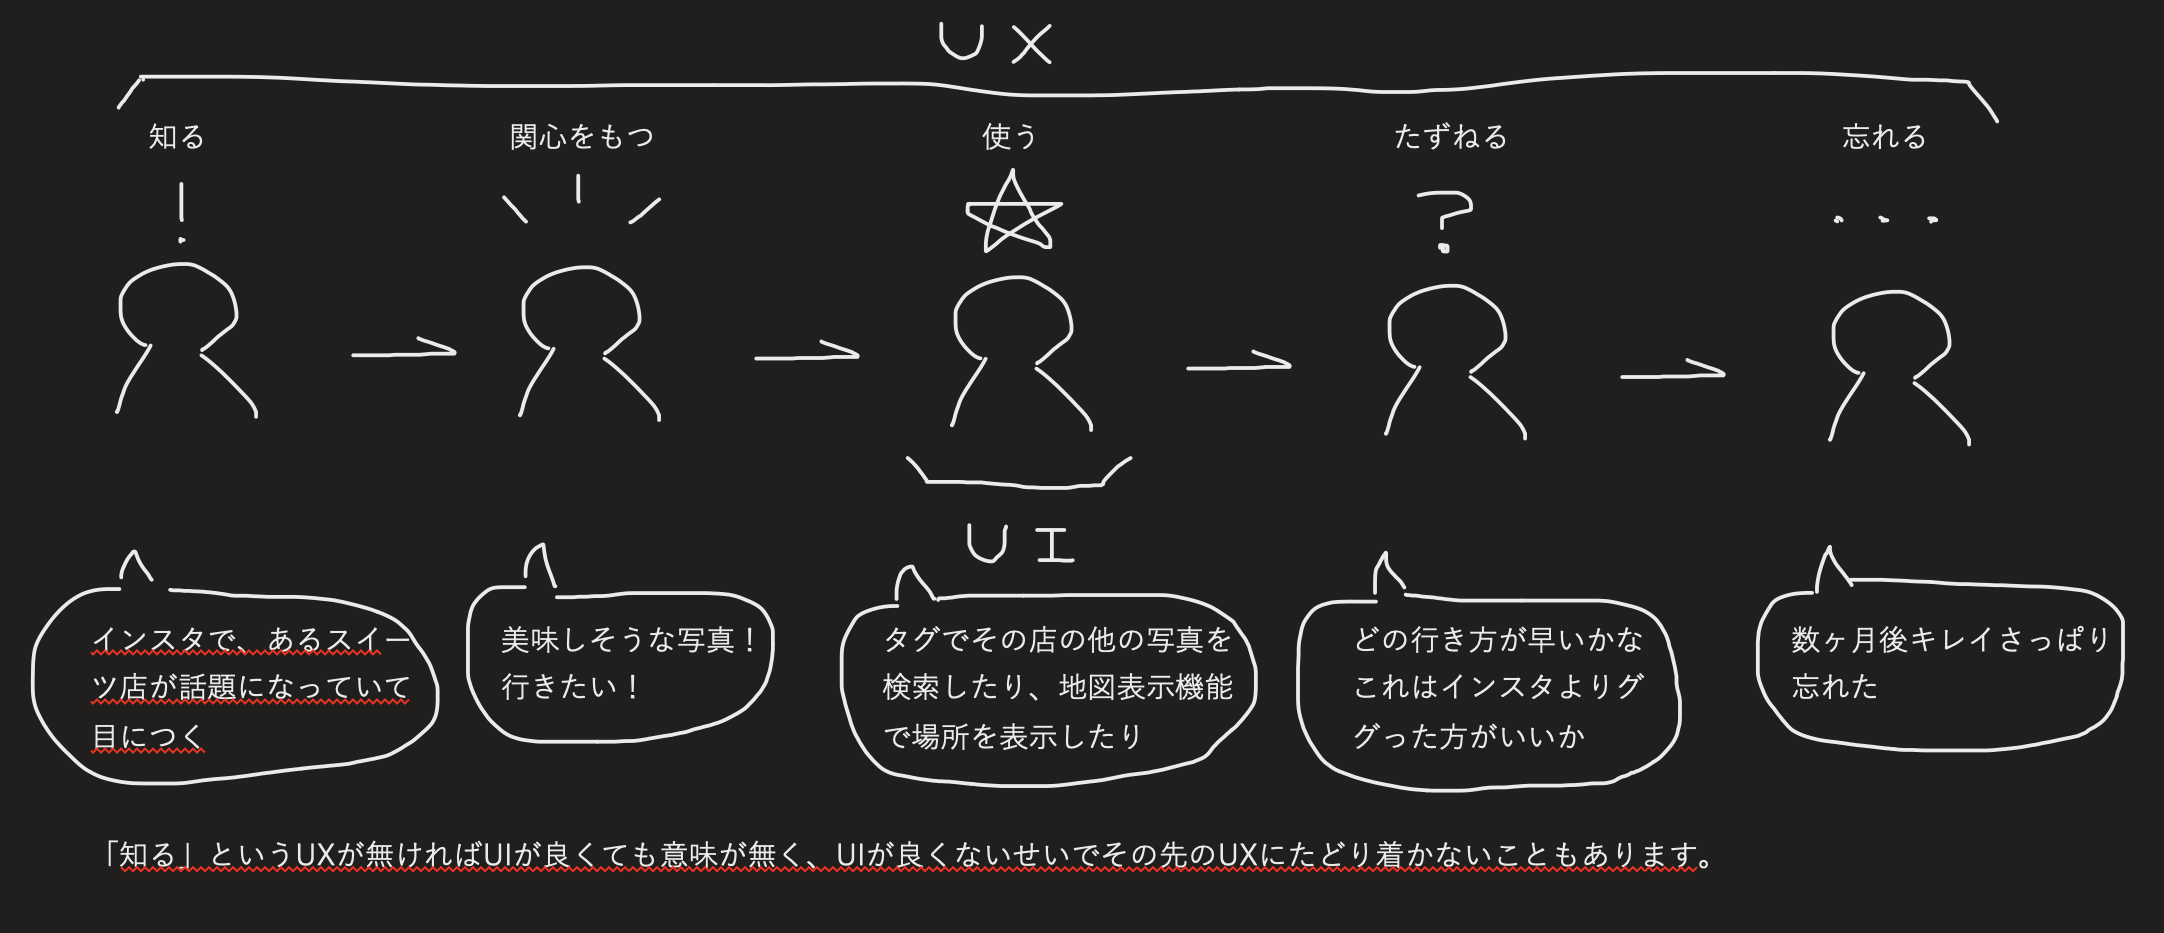 UX
知る
関心をもつ
使う
たずねる
忘れる
UI
インスタで、あるスイー
ツ店が話題になっていて
目につく
美味しそうな写真！
行きたい！
タグでその店の他の写真を
検索したり、地図表示機能
で場所を表示したり
どの行き方が早いかな
これはインスタよりグ
グった方がいいか
数ヶ月後キレイさっぱり
忘れた
「知る」というUXが無ければUIが良くても意味が無く、UIが良くないせいでその先のUXにたどり着かないこともあります。